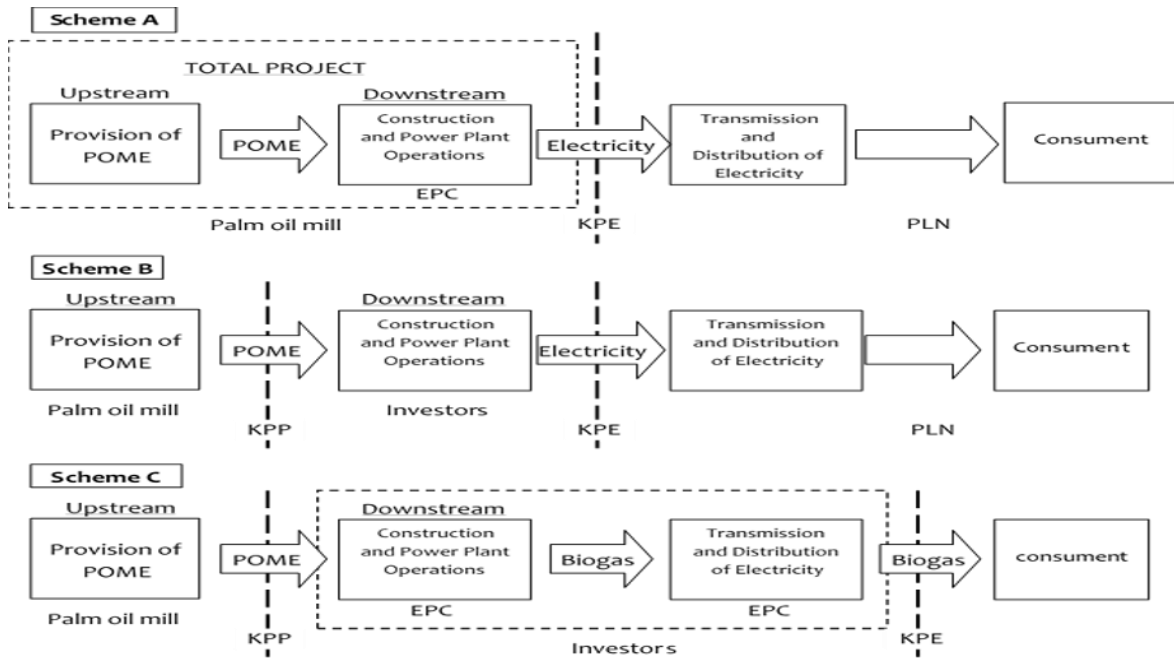 Scheme A
TOTAL PROJECT
Upstream
Provision of
POME
POME
Downstream
Construction
and Power Plant
Operations
EPC
Electricity
Transmission
and
Distribution of
Electricity
Consument
Palm oil mill
KPE
PLN
Scheme B
Upstream
Provision of
POME
Palm oil mill
POME
KPP
Downstream
Construction
and Power Plant
Operations
Investors
Electricity
KPE
Transmission
and Distribution
of Electricity
PLN
Consument
Scheme C
Upstream
Provision of
POME
Palm oil mill
POME
KPP
Downstream
Construction
and Power Plant
Operations
EPC
Biogas
Transmission
and Distribution
of Electricity
EPC
Investors
Biogas
KPE
consument